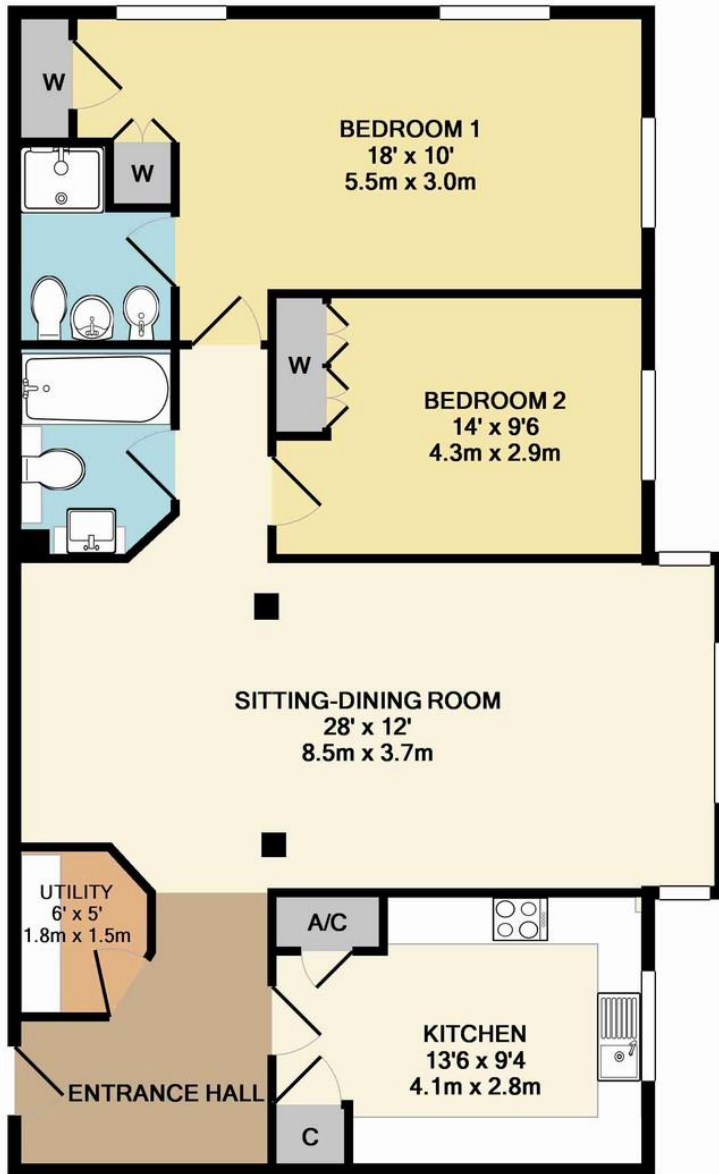 W
BEDROOM 1
18' x 10'
5.5m x 3.0m
W
W
BEDROOM 2
14' x 9'6
4.3m x 2.9m
SITTING-DINING ROOM
28' x 12'
8.5m x 3.7m
UTILITY
6' x 5'
1.8m x 1.5m
A/C
KITCHEN
13'6 x 9'4
4.1m x 2.8m
ENTRANCE HALL
C